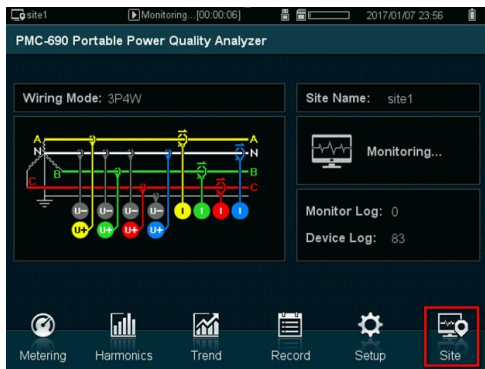 site1 Monitoring...[00:00:06] 2017/01/07 23:56
PMC-690 Portable Power Quality Analyzer
Wiring Mode: 3P4W
Site Name: site1
A A
N N
B B
C C
Monitoring...
U- U- U- U- I I I I
U+ U+ U+ U+
Monitor Log: 0
Device Log: 83
Metering Harmonics Trend Record Setup Site